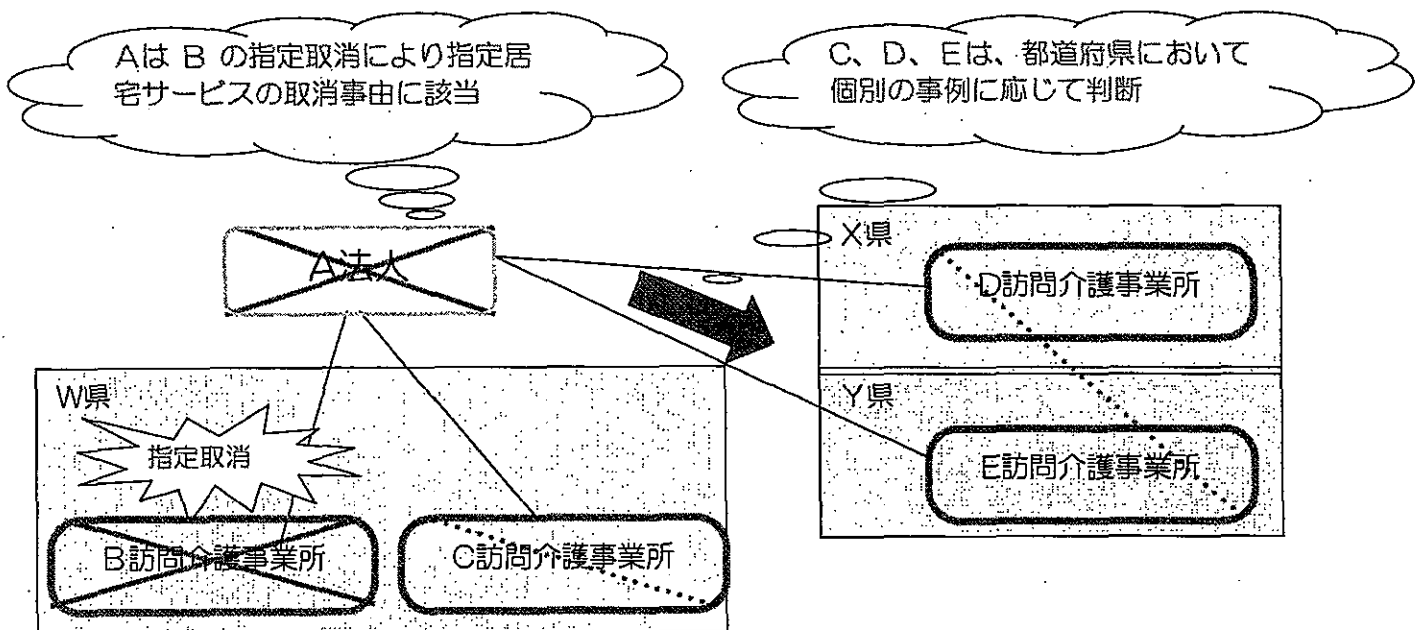 AはBの指定取消により指定居
宅サービスの取消事由に該当
C、D、Eは、都道府県において
個別の事例に応じて判断
A法人
X県
D訪問介護事業所
W県
Y県
指定取消
E訪問介護事業所
B訪問介護事業所
C訪問介護事業所